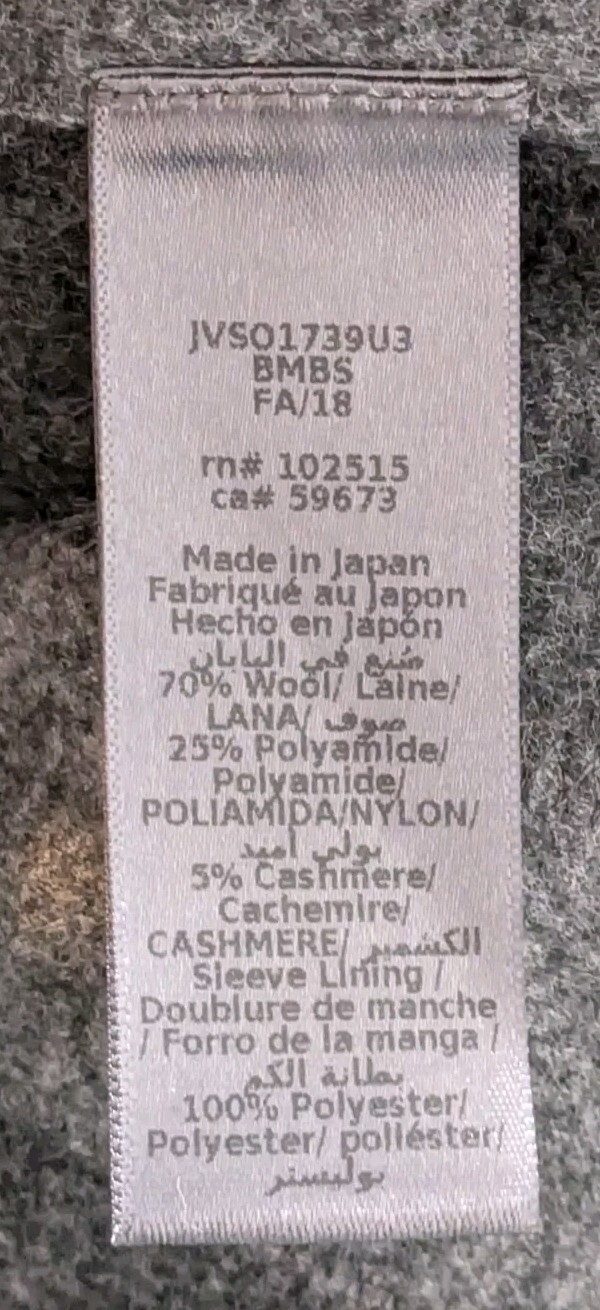 JVSO1739U3
BMBS
FA/18
rn# 102515
ca# 59673
Made in Japan
Fabriqué au Japon
Hecho en Japón
صنع في اليابان
70% Wool/ Laine/
LANA/ صوف
25% Polyamide/
Polyamide/
POLIAMIDA/NYLON/
بولي اميد
5% Cashmere/
Cachemire/
CASHMERE/ الكشمير
Sleeve Lining /
Doublure de manche
/ Forro de la manga /
بطانة الكم
100% Polyester/
Polyester/ poliéster/
بوليستر